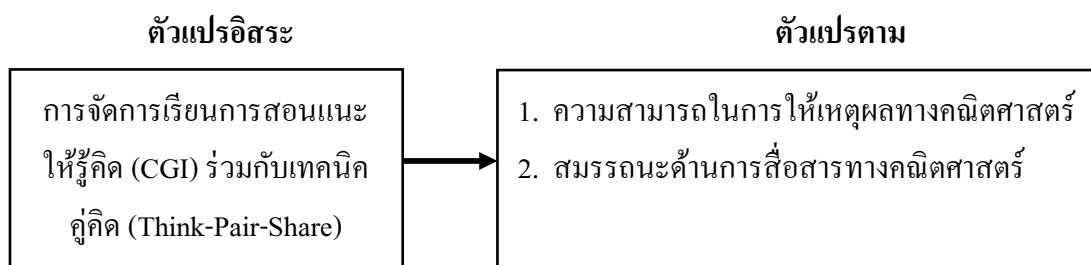 ตัวแปรอิสระ
ตัวแปรตาม
การจัดการเรียนการสอนแนะ
ให้รู้คิด (CGI) ร่วมกับเทคนิค
คู่คิด (Think-Pair-Share)
1. ความสามารถในการให้เหตุผลทางคณิตศาสตร์
2. สมรรถนะด้านการสื่อสารทางคณิตศาสตร์